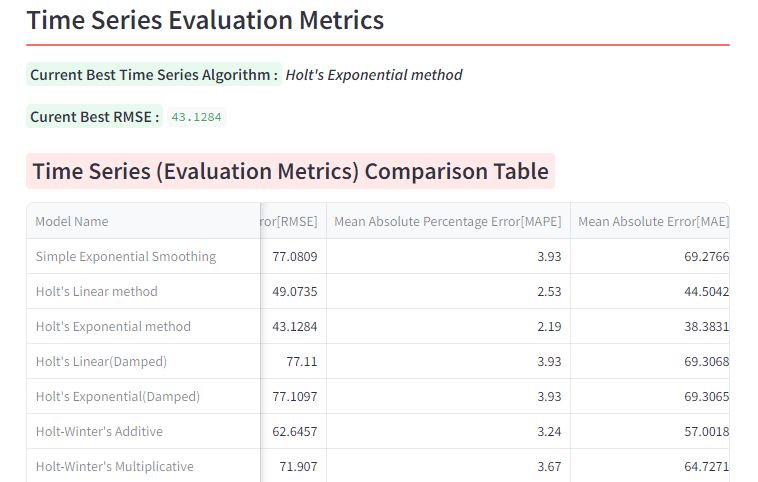 Time Series Evaluation Metrics
Current Best Time Series Algorithm : Holt's Exponential method
Curent Best RMSE : 43.1284
Time Series (Evaluation Metrics) Comparison Table
Model Name ror[RMSE] Mean Absolute Percentage Error[MAPE] Mean Absolute Error[MAE]
Simple Exponential Smoothing 77.0809 3.93 69.2766
Holt's Linear method 49.0735 2.53 44.5042
Holt's Exponential method 43.1284 2.19 38.3831
Holt's Linear(Damped) 77.11 3.93 69.3068
Holt's Exponential(Damped) 77.1097 3.93 69.3065
Holt-Winter's Additive 62.6457 3.24 57.0018
Holt-Winter's Multiplicative 71.907 3.67 64.7271